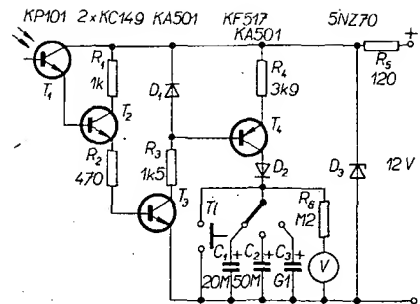 KP101 2×KC149 KA501 KF517 5NZ70
KA501
+
R₁
1k
R₄
3k9
R₅
120
T₁
D₁
T₂
T₄
R₂
470
R₃
1k5
D₂
D₃
12 V
T₃
Tl
R₆
M2
C₁ + C₂ + C₃ +
20M 50M G1
V